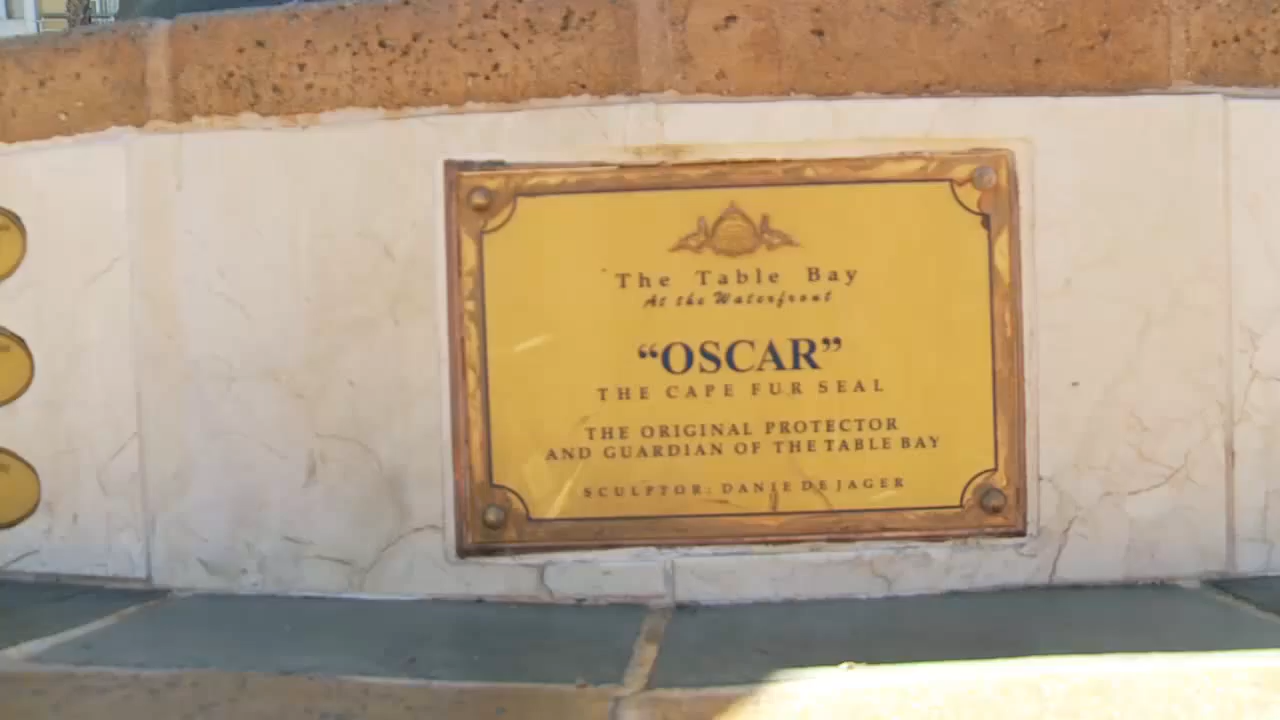 The Table Bay
At the Waterfront
“OSCAR”
THE CAPE FUR SEAL
THE ORIGINAL PROTECTOR
AND GUARDIAN OF THE TABLE BAY
SCULPTOR: DANIE DE JAGER